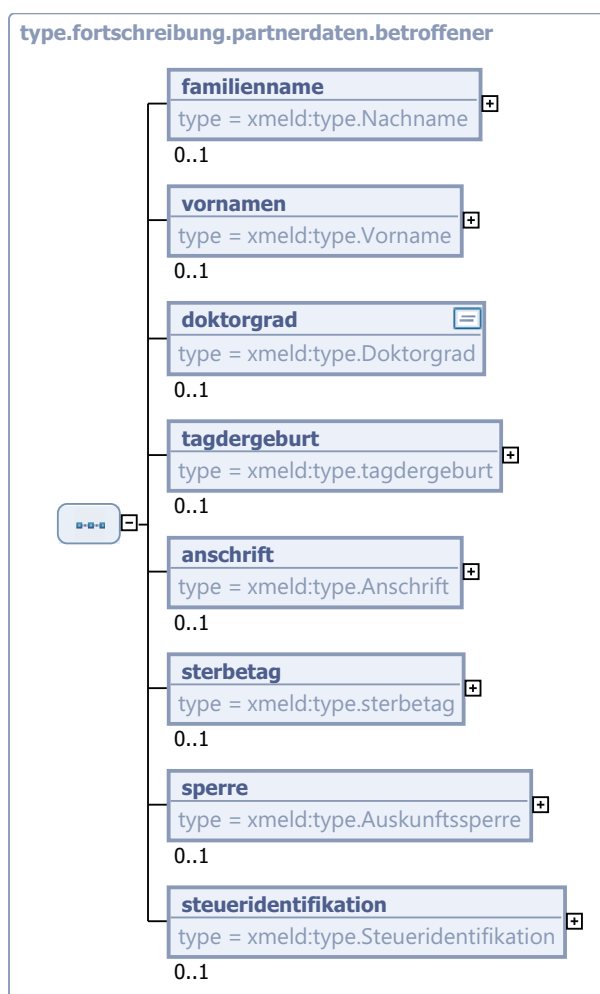 type.fortschreibung.partnerdaten.betroffener
familienname
type = xmeld:type.Nachname
0..1
vornamen
type = xmeld:type.Vorname
0..1
doktorgrad
type = xmeld:type.Doktorgrad
0..1
tagdergeburt
type = xmeld:type.tagdergeburt
0..1
anschrift
type = xmeld:type.Anschrift
0..1
sterbetag
type = xmeld:type.sterbetag
0..1
sperre
type = xmeld:type.Auskunftssperre
0..1
steueridentifikation
type = xmeld:type.Steueridentifikation
0..1